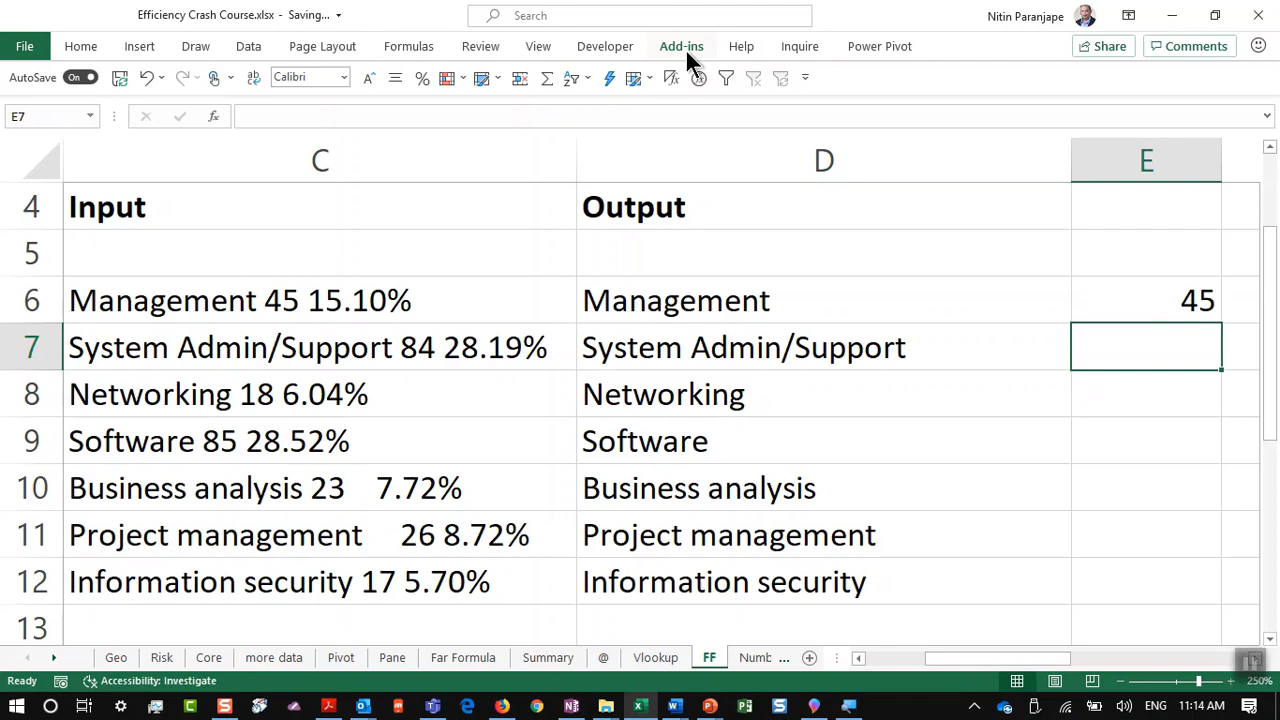 Efficiency Crash Course.xlsx - Saving...
Search
Nitin Paranjape
File Home Insert Draw Data Page Layout Formulas Review View Developer Add-ins Help Inquire Power Pivot Share Comments
AutoSave On Calibri
E7 fx
C D E
4 Input Output
5
6 Management 45 15.10% Management 45
7 System Admin/Support 84 28.19% System Admin/Support
8 Networking 18 6.04% Networking
9 Software 85 28.52% Software
10 Business analysis 23 7.72% Business analysis
11 Project management 26 8.72% Project management
12 Information security 17 5.70% Information security
13
Geo Risk Core more data Pivot Pane Far Formula Summary @ Vlookup FF Numb ...
Ready Accessibility: Investigate 250%
ENG 11:14 AM